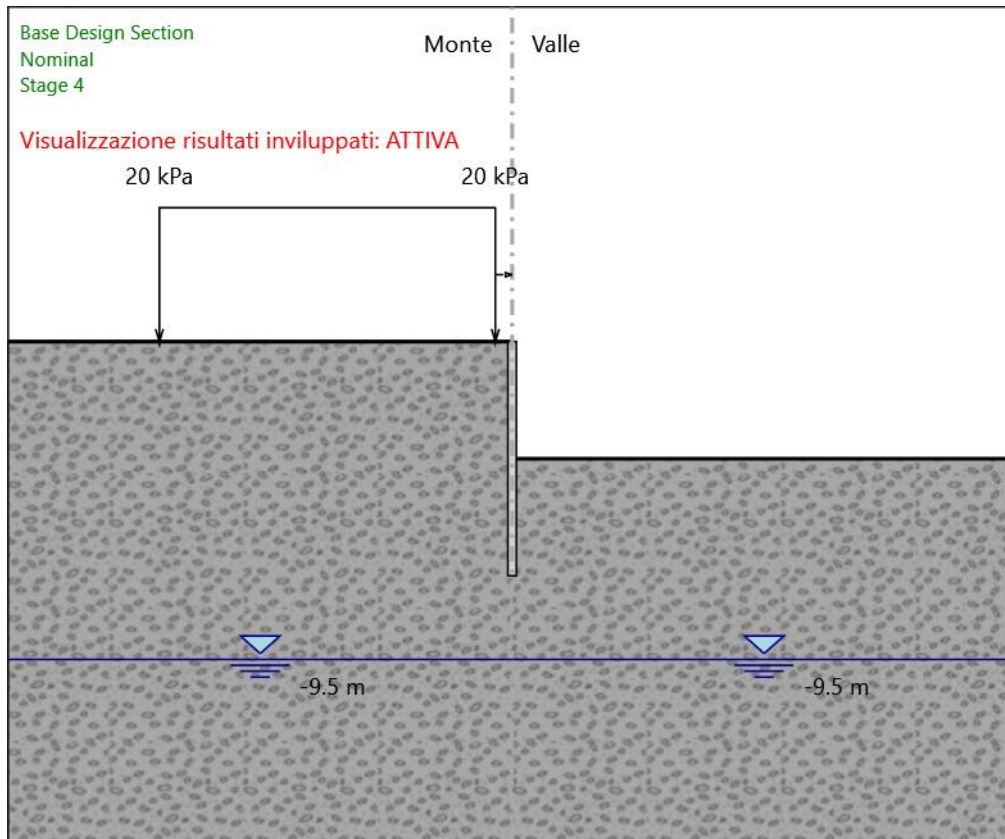 Base Design Section
Nominal
Stage 4
Monte
Valle
Visualizzazione risultati inviluppati: ATTIVA
20 kPa
20 kPa
-9.5 m
-9.5 m